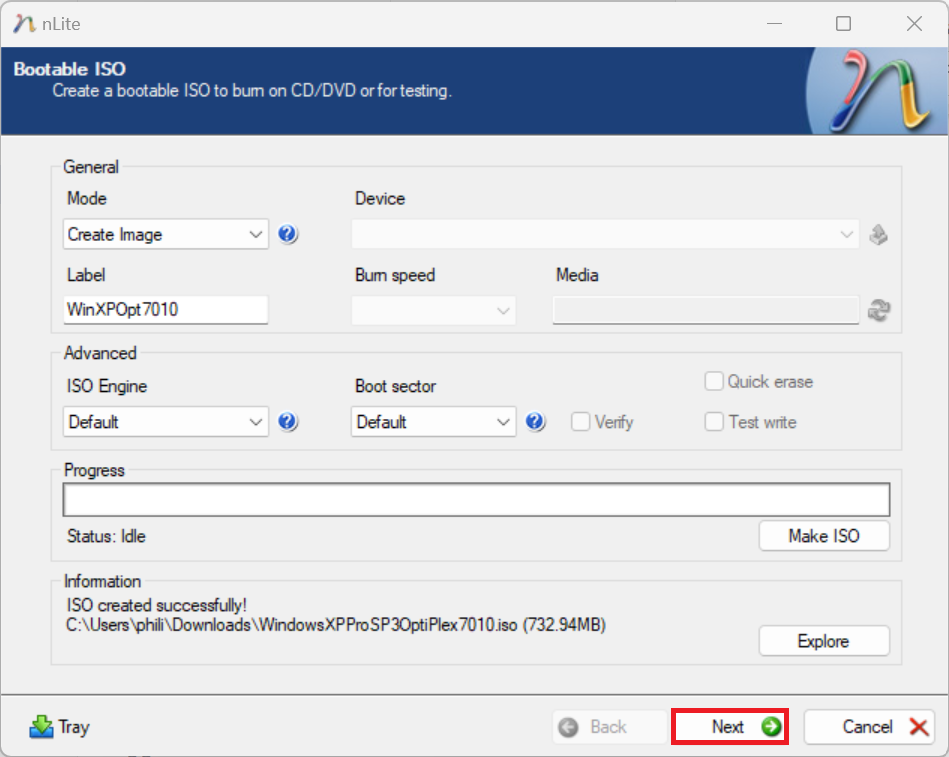 nLite
Bootable ISO
Create a bootable ISO to burn on CD/DVD or for testing.
General
Mode
Device
Create Image
Label
Burn speed
Media
WinXPOpt7010
Advanced
ISO Engine
Boot sector
Quick erase
Default
Default
Verify
Test write
Progress
Status: Idle
Make ISO
Information
ISO created successfully!
C:\Users\phili\Downloads\WindowsXPProSP3OptiPlex7010.iso (732.94MB)
Explore
Tray
Back
Next
Cancel